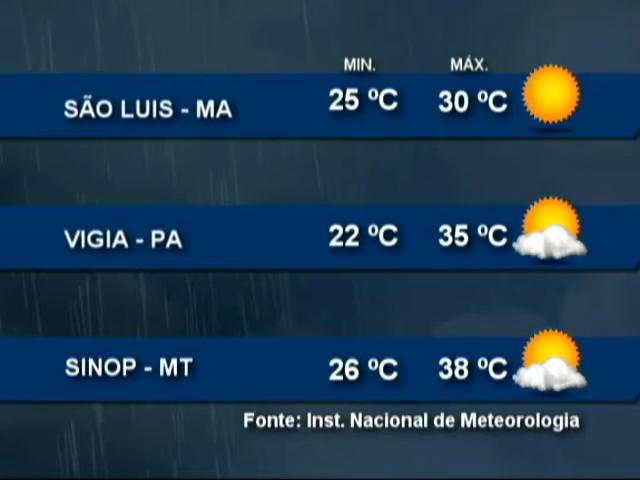 MIN. MÁX.
SÃO LUIS - MA 25 ºC 30 ºC
VIGIA - PA 22 ºC 35 ºC
SINOP - MT 26 ºC 38 ºC
Fonte: Inst. Nacional de Meteorologia